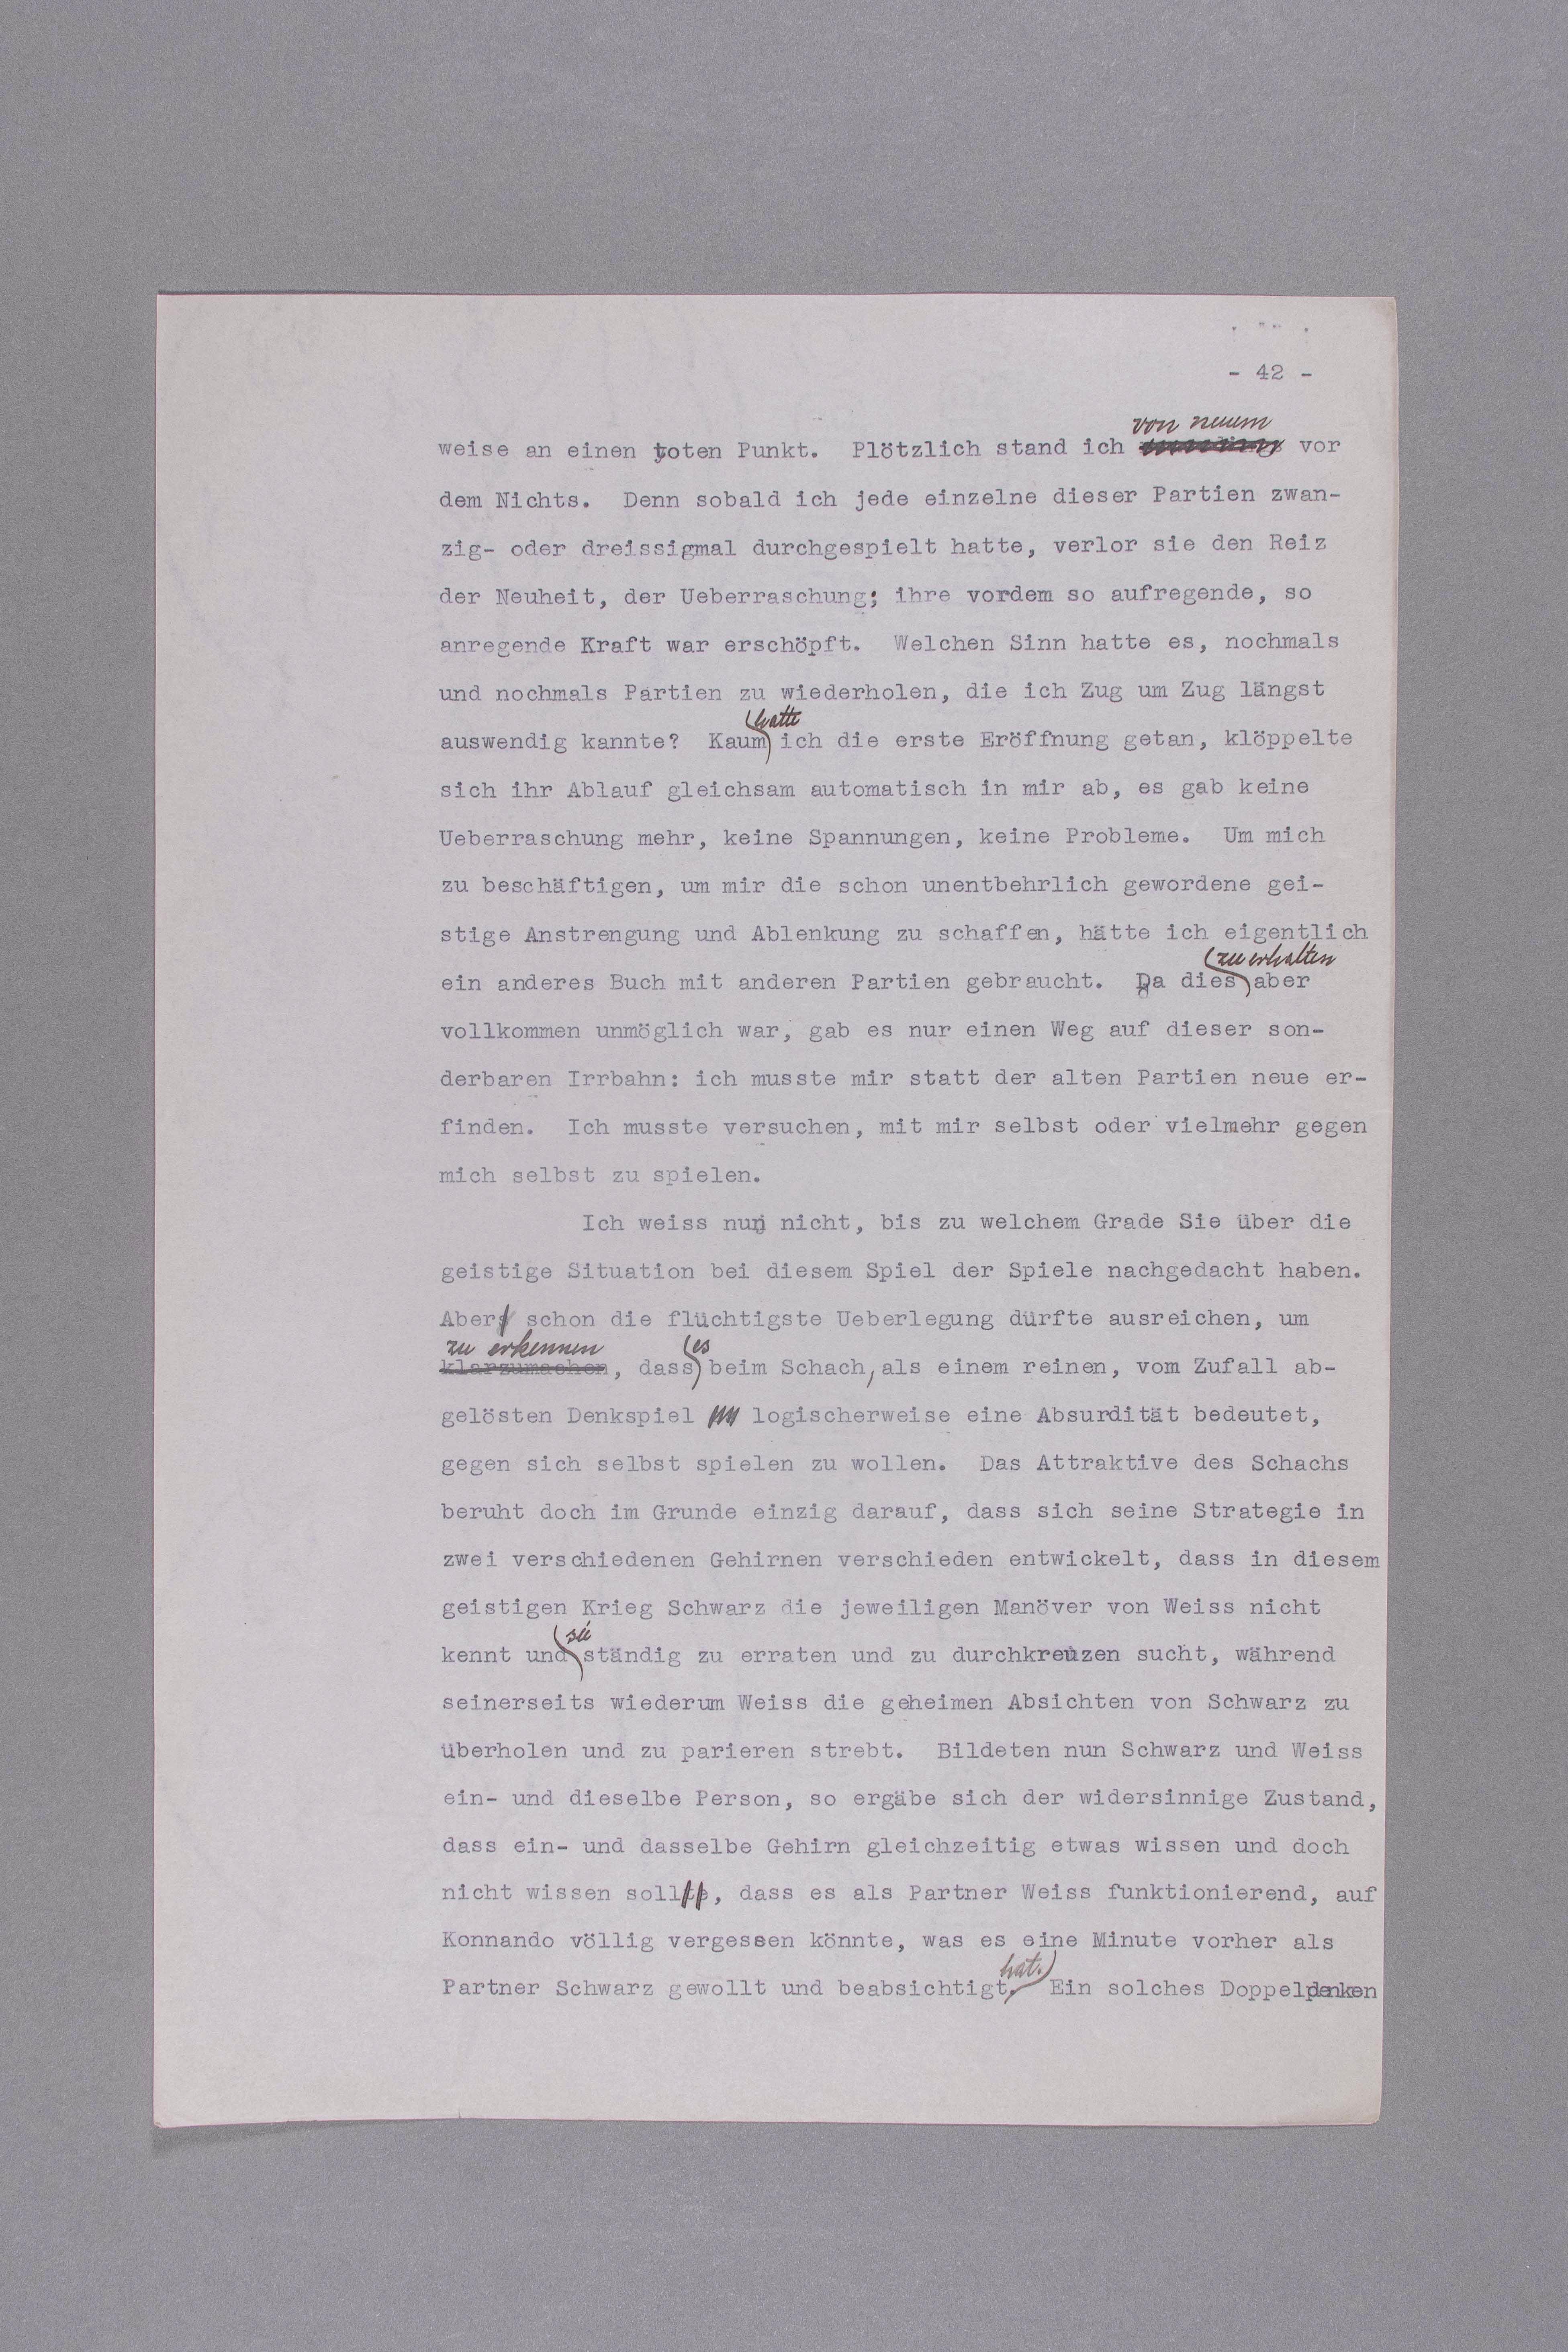 - 42 -
von neuem
weise an einen toten Punkt. Plötzlich stand ich vor
dem Nichts. Denn sobald ich jede einzelne dieser Partien zwan-
zig- oder dreissigmal durchgespielt hatte, verlor sie den Reiz
der Neuheit, der Ueberraschung; ihre vordem so aufregende, so
anregende Kraft war erschöpft. Welchen Sinn hatte es, nochmals
und nochmals Partien zu wiederholen, die ich Zug um Zug längst
hatte
auswendig kannte? Kaum ich die erste Eröffnung getan, klöppelte
sich ihr Ablauf gleichsam automatisch in mir ab, es gab keine
Ueberraschung mehr, keine Spannungen, keine Probleme. Um mich
zu beschäftigen, um mir die schon unentbehrlich gewordene gei-
stige Anstrengung und Ablenkung zu schaffen, hätte ich eigentlich
zu erhalten
ein anderes Buch mit anderen Partien gebraucht. Da dies aber
vollkommen unmöglich war, gab es nur einen Weg auf dieser son-
derbaren Irrbahn: ich musste mir statt der alten Partien neue er-
finden. Ich musste versuchen, mit mir selbst oder vielmehr gegen
mich selbst zu spielen.
Ich weiss nun nicht, bis zu welchem Grade Sie über die
geistige Situation bei diesem Spiel der Spiele nachgedacht haben.
Aber schon die flüchtigste Ueberlegung dürfte ausreichen, um
zu erkennen es
klarzumachen, dass beim Schach, als einem reinen, vom Zufall ab-
gelösten Denkspiel logischerweise eine Absurdität bedeutet,
gegen sich selbst spielen zu wollen. Das Attraktive des Schachs
beruht doch im Grunde einzig darauf, dass sich seine Strategie in
zwei verschiedenen Gehirnen verschieden entwickelt, dass in diesem
geistigen Krieg Schwarz die jeweiligen Manöver von Weiss nicht
sie
kennt und ständig zu erraten und zu durchkreuzen sucht, während
seinerseits wiederum Weiss die geheimen Absichten von Schwarz zu
überholen und zu parieren strebt. Bildeten nun Schwarz und Weiss
ein- und dieselbe Person, so ergäbe sich der widersinnige Zustand,
dass ein- und dasselbe Gehirn gleichzeitig etwas wissen und doch
nicht wissen sollte, dass es als Partner Weiss funktionierend, auf
Konnando völlig vergessen könnte, was es eine Minute vorher als
hat.
Partner Schwarz gewollt und beabsichtigt. Ein solches Doppeldenken